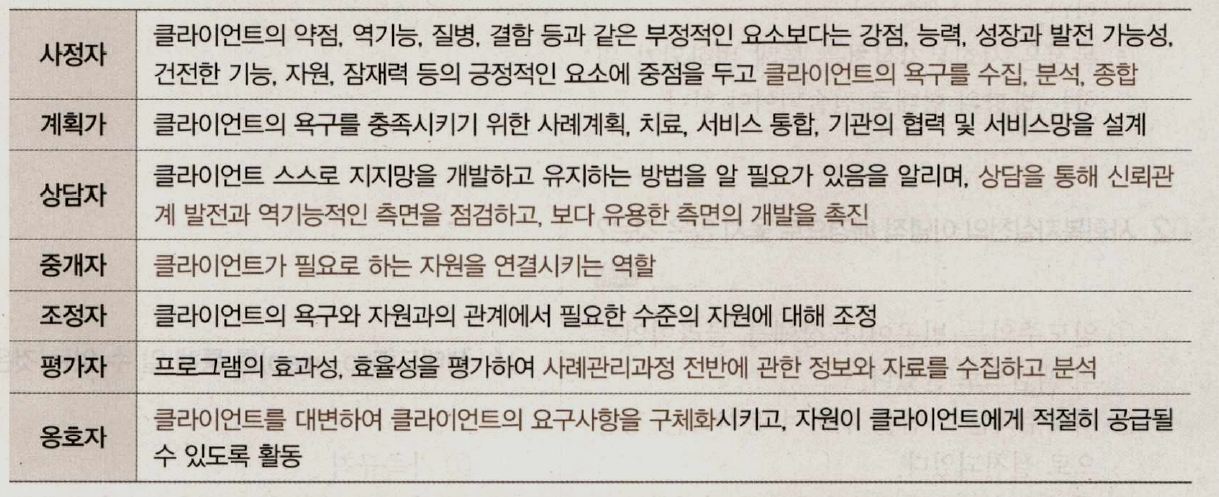 사정자
클라이언트의 약점, 역기능, 질병, 결함 등과 같은 부정적인 요소보다는 강점, 능력, 성장과 발전 가능성,
건전한 기능, 자원, 잠재력 등의 긍정적인 요소에 중점을 두고 클라이언트의 욕구를 수집, 분석, 종합
계획가
클라이언트의 욕구를 충족시키기 위한 사례계획, 치료, 서비스 통합, 기관의 협력 및 서비스망을 설계
상담자
클라이언트 스스로 지지망을 개발하고 유지하는 방법을 알 필요가 있음을 알리며, 상담을 통해 신뢰관
계 발전과 역기능적인 측면을 점검하고, 보다 유용한 측면의 개발을 촉진
중개자
클라이언트가 필요로 하는 자원을 연결시키는 역할
조정자
클라이언트의 욕구와 자원과의 관계에서 필요한 수준의 자원에 대해 조정
평가자
프로그램의 효과성, 효율성을 평가하여 사례관리과정 전반에 관한 정보와 자료를 수집하고 분석
옹호자
클라이언트를 대변하여 클라이언트의 요구사항을 구체화시키고, 자원이 클라이언트에게 적절히 공급될
수 있도록 활동